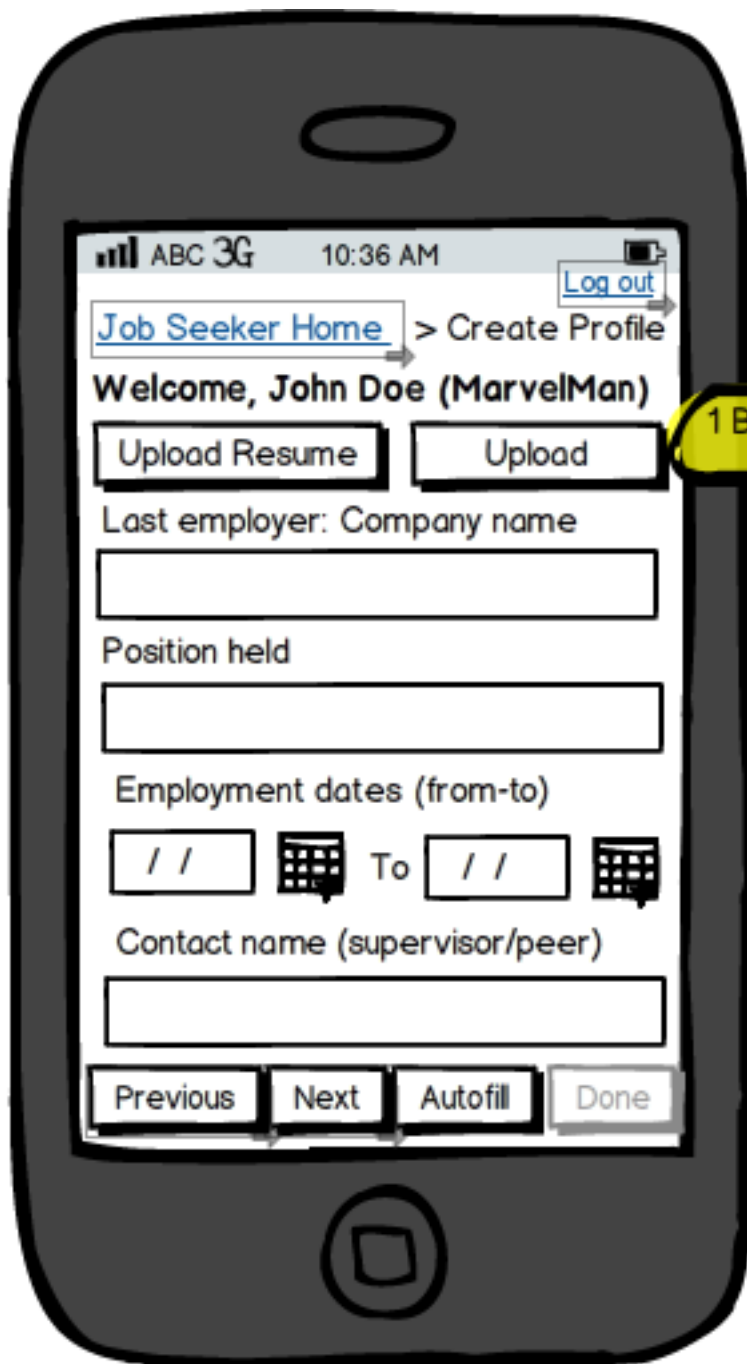 ABC 3G 10:36 AM
Log out
Job Seeker Home > Create Profile
Welcome, John Doe (MarvelMan)
1 B
Upload Resume Upload
Last employer: Company name
Position held
Employment dates (from-to)
/ / To / /
Contact name (supervisor/peer)
Previous Next Autofill Done